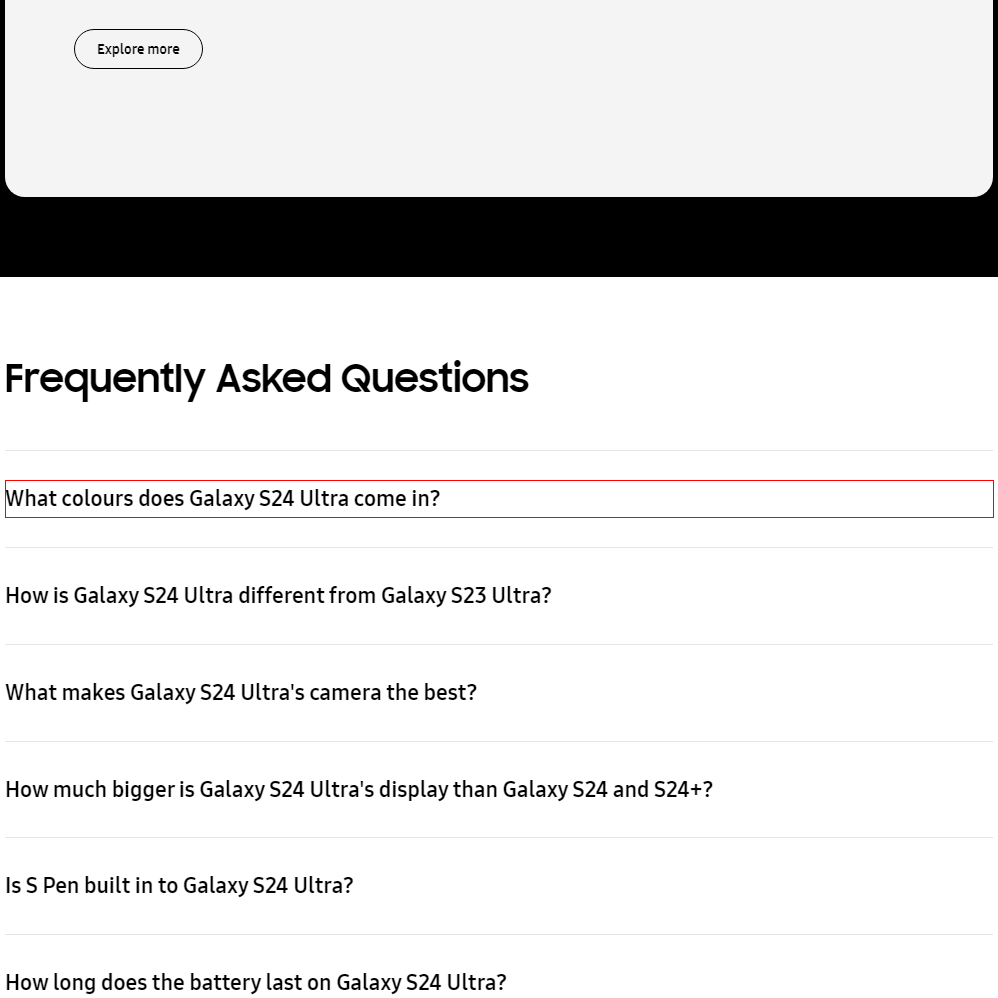 Explore more
Frequently Asked Questions
What colours does Galaxy S24 Ultra come in?
How is Galaxy S24 Ultra different from Galaxy S23 Ultra?
What makes Galaxy S24 Ultra's camera the best?
How much bigger is Galaxy S24 Ultra's display than Galaxy S24 and S24+?
Is S Pen built in to Galaxy S24 Ultra?
How long does the battery last on Galaxy S24 Ultra?